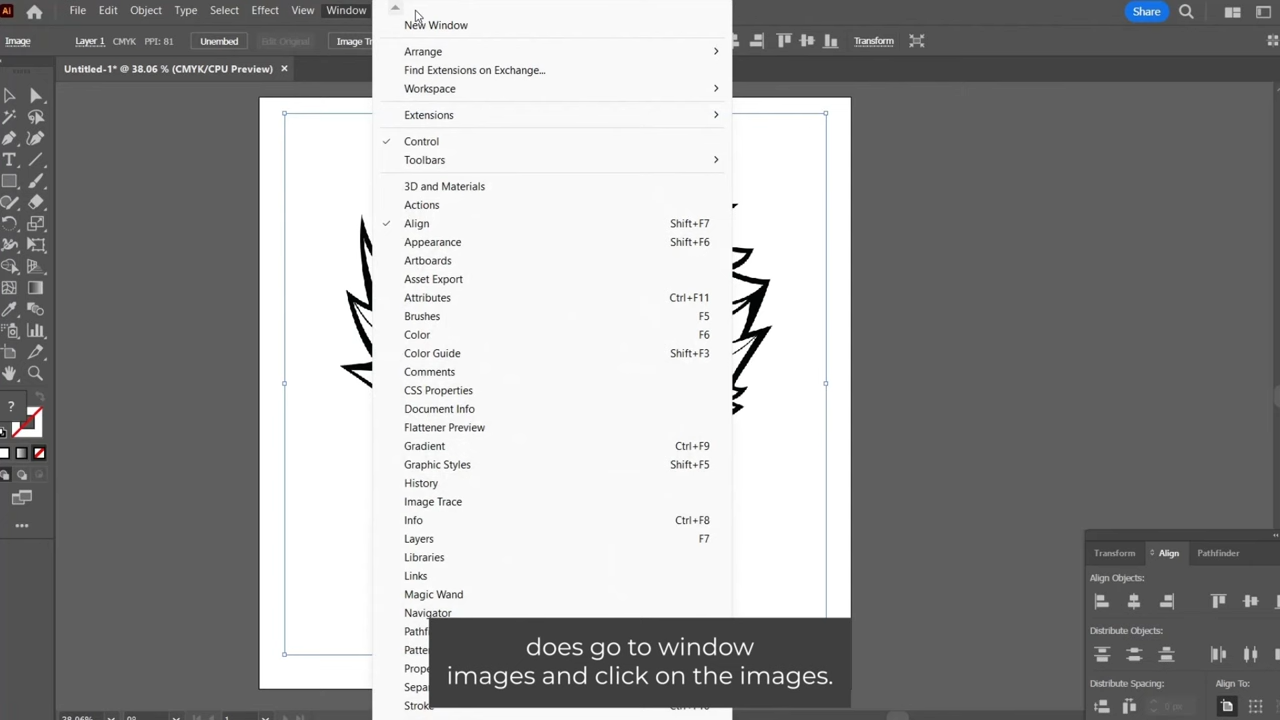 Ai
File
Edit
Object
Type
Select
Effect
View
Window
Share
Image
Layer 1
CMYK
PPI: 81
Unembed
Edit Original
Image Tr
Transform
Untitled-1* @ 38.06 % (CMYK/CPU Preview)
New Window
Arrange
Find Extensions on Exchange...
Workspace
Extensions
Control
Toolbars
3D and Materials
Actions
Align Shift+F7
Appearance Shift+F6
Artboards
Asset Export
Attributes Ctrl+F11
Brushes F5
Color F6
Color Guide Shift+F3
Comments
CSS Properties
Document Info
Flattener Preview
Gradient Ctrl+F9
Graphic Styles Shift+F5
History
Image Trace
Info Ctrl+F8
Layers F7
Libraries
Links
Magic Wand
Navigator
Pathf
Patte
Prope
Separ
Stroke
does go to window
images and click on the images.
Transform
Align
Pathfinder
Align Objects:
Distribute Objects:
Distribute Spacing:
Align To:
0 px